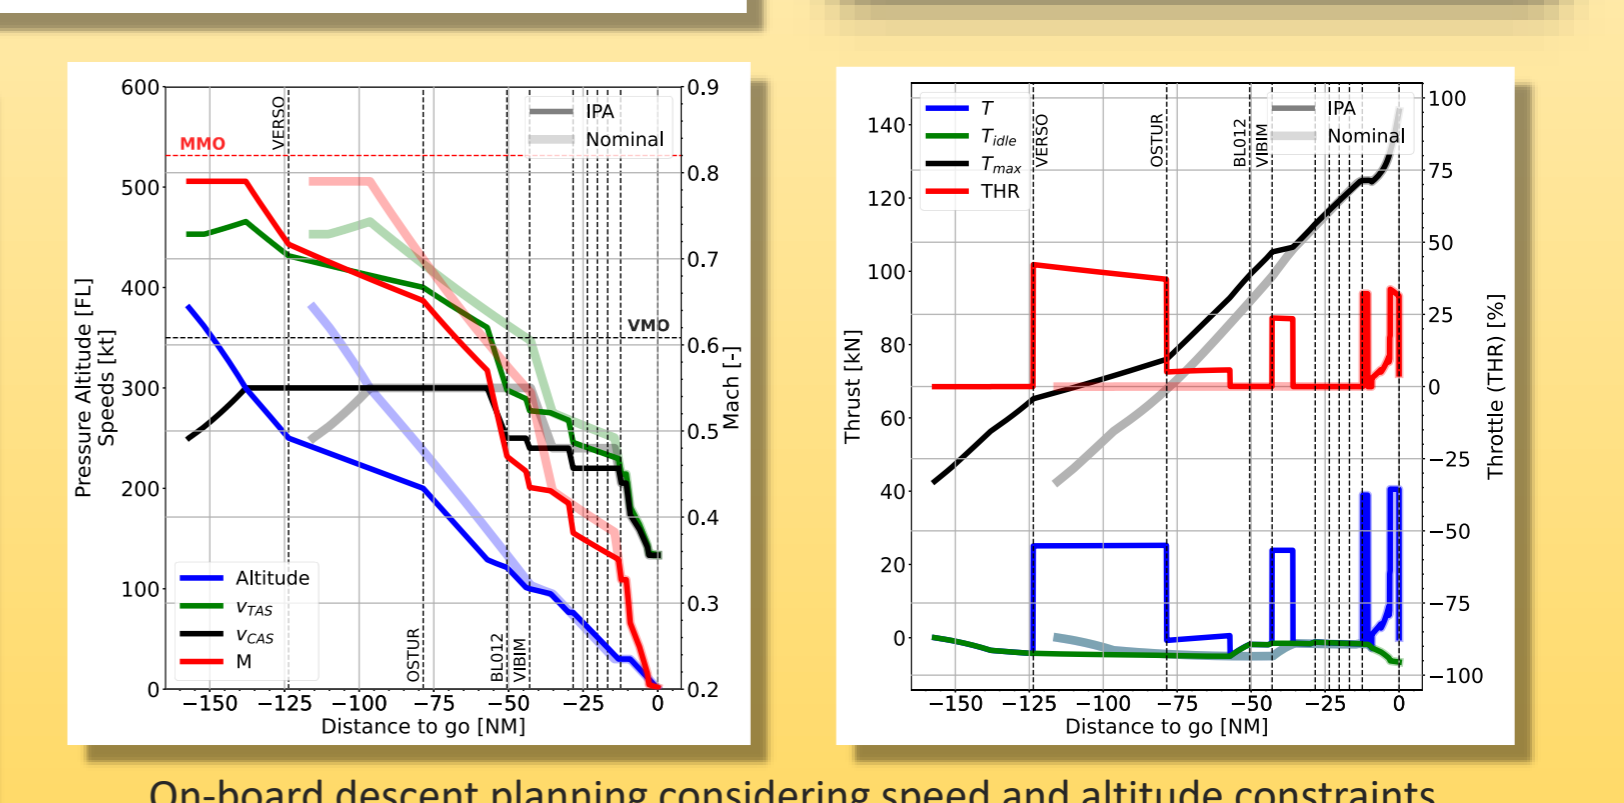 600
500
400
300
200
100
0
Pressure Altitude [FL]
Speeds [kt]
MMO
VERSO
IPA
Nominal
VMO
0.9
0.8
0.7
0.6
0.5
0.4
0.3
0.2
Mach [-]
Altitude
vTAS
vCAS
M
OSTUR
BL012
VIBIM
−150
−125
−100
−75
−50
−25
0
Distance to go [NM]
T
Tidle
Tmax
THR
VERSO
OSTUR
BL012
VIBIM
IPA
Nominal
140
120
100
80
60
40
20
0
Thrust [kN]
100
75
50
25
0
−25
−50
−75
−100
Throttle (THR) [%]
−150
−125
−100
−75
−50
−25
0
Distance to go [NM]
On-board descent planning considering speed and altitude constraints